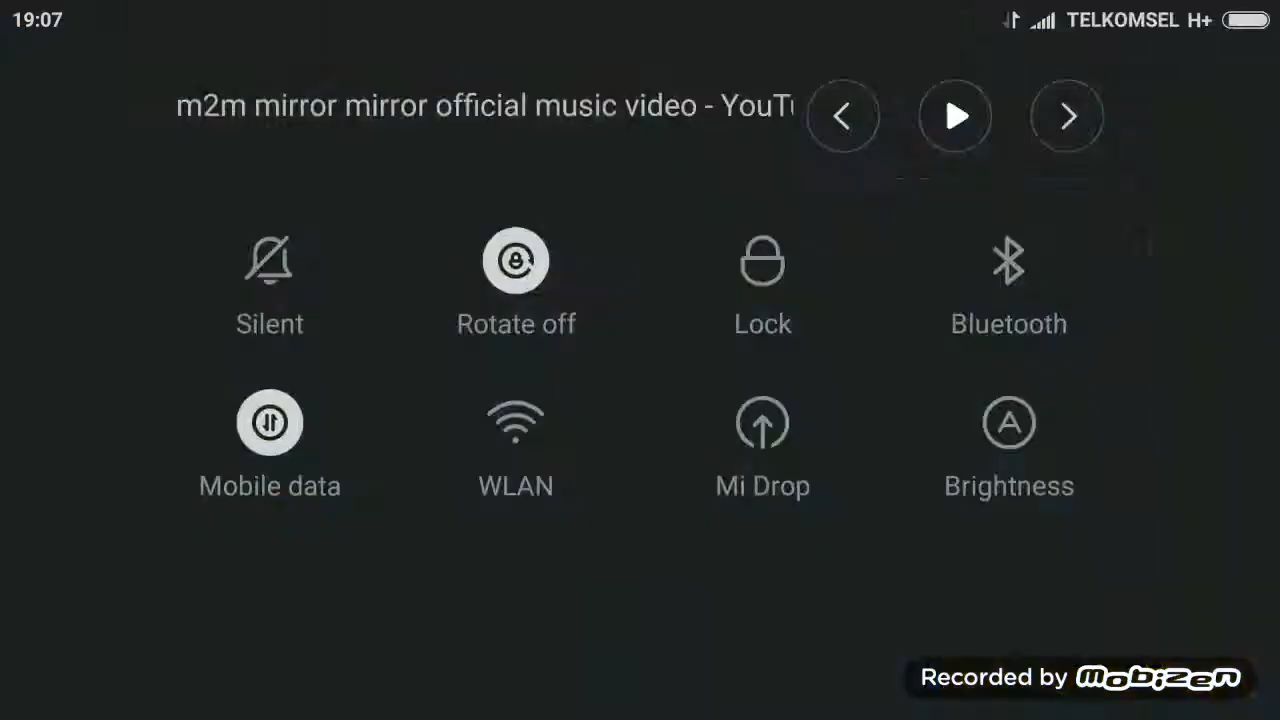 19:07 TELKOMSEL H+
m2m mirror mirror official music video - YouTu
Silent Rotate off Lock Bluetooth
Mobile data WLAN Mi Drop Brightness
Recorded by mobizen